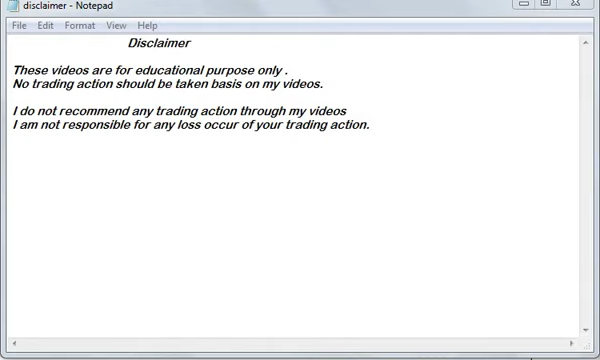 disclaimer - Notepad
File Edit Format View Help
Disclaimer
These videos are for educational purpose only .
No trading action should be taken basis on my videos.
I do not recommend any trading action through my videos
I am not responsible for any loss occur of your trading action.